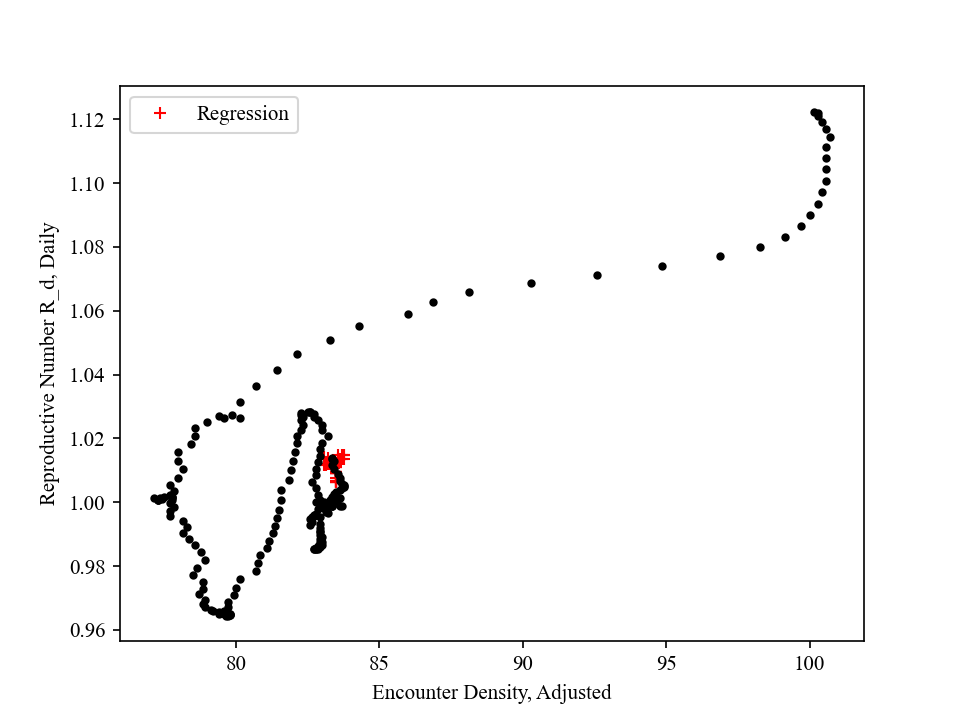 Regression
1.12
1.10
1.08
1.06
1.04
1.02
1.00
0.98
0.96
Reproductive Number R_d, Daily
80 85 90 95 100
Encounter Density, Adjusted